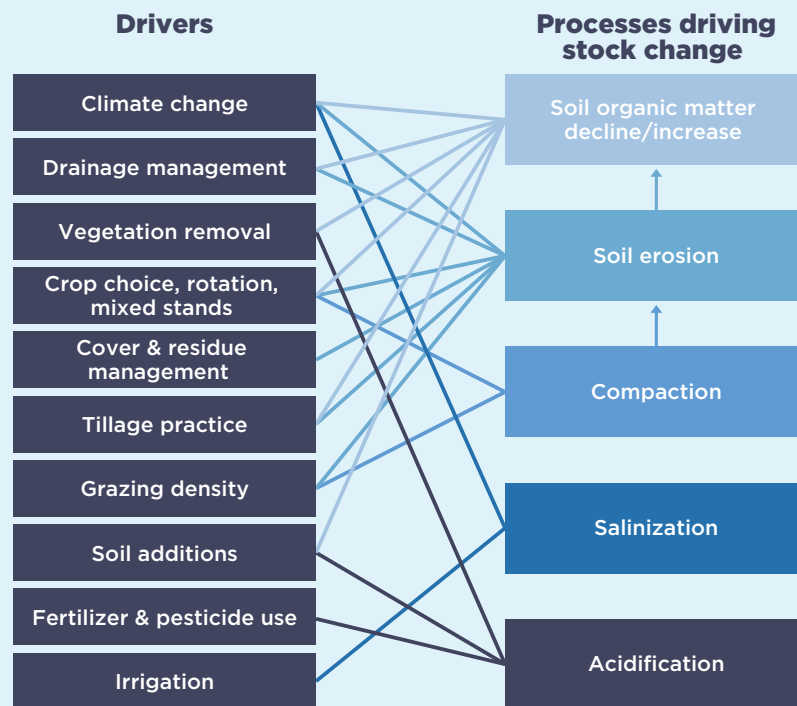 Drivers
Climate change
Drainage management
Vegetation removal
Crop choice, rotation,
mixed stands
Cover & residue
management
Tillage practice
Grazing density
Soil additions
Fertilizer & pesticide use
Irrigation
Processes driving
stock change
Soil organic matter
decline/increase
Soil erosion
Compaction
Salinization
Acidification